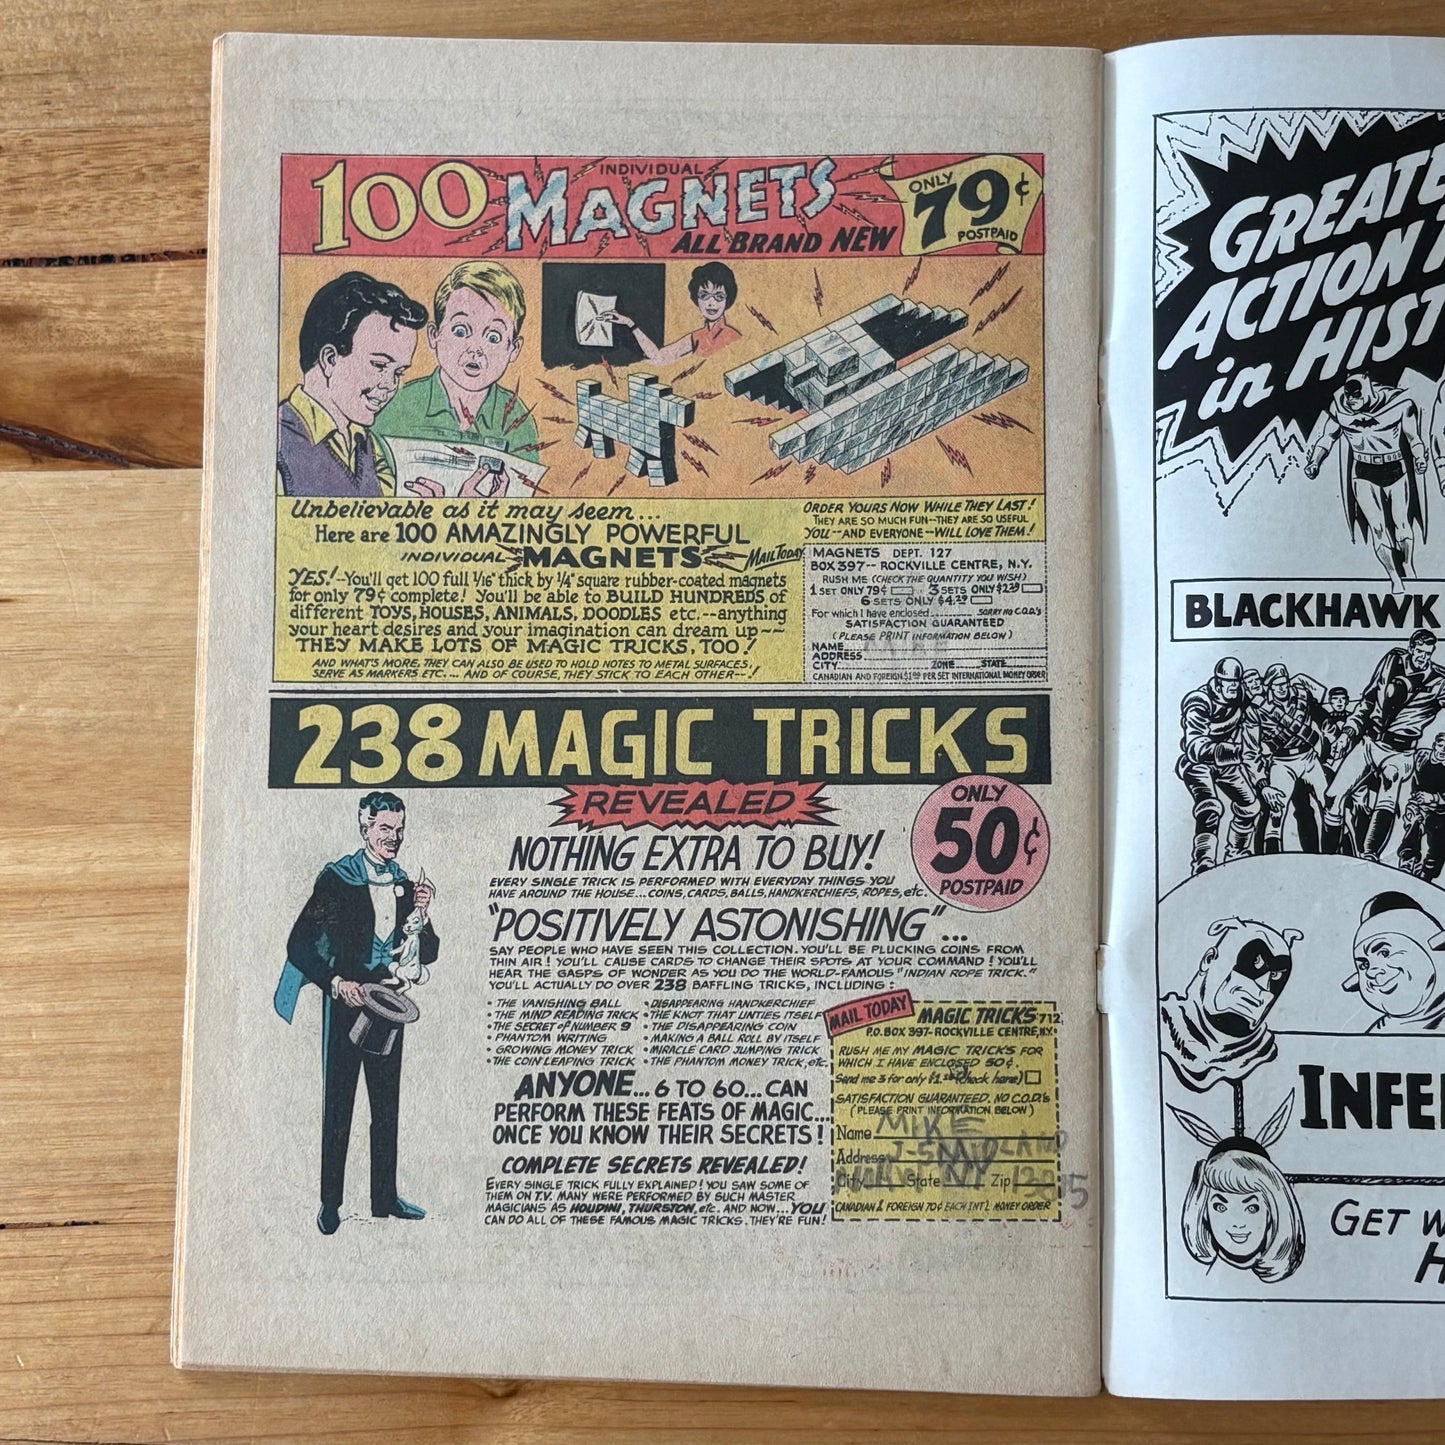 100 INDIVIDUAL MAGNETS
ALL BRAND NEW
ONLY
79¢
POSTPAID
Unbelievable as it may seem...
Here are 100 AMAZINGLY POWERFUL
INDIVIDUAL MAGNETS
YES!--You'll get 100 full 1/16" thick by 1/4" square rubber-coated magnets
for only 79¢ complete! You'll be able to BUILD HUNDREDS of
different TOYS, HOUSES, ANIMALS, DOODLES etc.--anything
your heart desires and your imagination can dream up--
THEY MAKE LOTS OF MAGIC TRICKS, TOO!
AND WHAT'S MORE, THEY CAN ALSO BE USED TO HOLD NOTES TO METAL SURFACES,
SERVE AS MARKERS ETC.... AND OF COURSE, THEY STICK TO EACH OTHER--!
ORDER YOURS NOW WHILE THEY LAST!
THEY ARE SO MUCH FUN--THEY ARE SO USEFUL
YOU--AND EVERYONE--WILL LOVE THEM!
Mail Today
MAGNETS DEPT. 127
BOX 397-- ROCKVILLE CENTRE, N.Y.
RUSH ME (CHECK THE QUANTITY YOU WISH)
1 SET ONLY 79¢ 3 SETS ONLY $2.29
6 SETS ONLY $4.29
For which I have enclosed SORRY NO C.O.D.'s
SATISFACTION GUARANTEED
(PLEASE PRINT INFORMATION BELOW)
NAME MIKE
ADDRESS
CITY ZONE STATE
CANADIAN AND FOREIGN $1.00 PER SET INTERNATIONAL MONEY ORDER
238 MAGIC TRICKS
REVEALED
ONLY
50¢
POSTPAID
NOTHING EXTRA TO BUY!
EVERY SINGLE TRICK IS PERFORMED WITH EVERYDAY THINGS YOU
HAVE AROUND THE HOUSE...COINS, CARDS, BALLS, HANDKERCHIEFS, ROPES, etc.
"POSITIVELY ASTONISHING"...
SAY PEOPLE WHO HAVE SEEN THIS COLLECTION. YOU'LL BE PLUCKING COINS FROM
THIN AIR! YOU'LL CAUSE CARDS TO CHANGE THEIR SPOTS AT YOUR COMMAND! YOU'LL
HEAR THE GASPS OF WONDER AS YOU DO THE WORLD-FAMOUS "INDIAN ROPE TRICK."
YOU'LL ACTUALLY DO OVER 238 BAFFLING TRICKS, INCLUDING:
• THE VANISHING BALL
• THE MIND READING TRICK
• THE SECRET of NUMBER 9
• PHANTOM WRITING
• GROWING MONEY TRICK
• THE COIN LEAPING TRICK
• DISAPPEARING HANDKERCHIEF
• THE KNOT THAT UNTIES ITSELF
• THE DISAPPEARING COIN
• MAKING A BALL ROLL BY ITSELF
• MIRACLE CARD JUMPING TRICK
• THE PHANTOM MONEY TRICK, etc.
ANYONE... 6 TO 60... CAN
PERFORM THESE FEATS OF MAGIC...
ONCE YOU KNOW THEIR SECRETS!
COMPLETE SECRETS REVEALED!
EVERY SINGLE TRICK FULLY EXPLAINED! YOU SAW SOME OF
THEM ON T.V. MANY WERE PERFORMED BY SUCH MASTER
MAGICIANS AS HOUDINI, THURSTON, etc. AND NOW...YOU
CAN DO ALL OF THESE FAMOUS MAGIC TRICKS. THEY'RE FUN!
MAIL TODAY
MAGIC TRICKS 712
P.O. BOX 397-ROCKVILLE CENTRE, N.Y.
RUSH ME MY MAGIC TRICKS FOR
WHICH I HAVE ENCLOSED 50¢.
Send me 3 for only (check here)
SATISFACTION GUARANTEED. NO C.O.D.'s
(PLEASE PRINT INFORMATION BELOW)
Name MIKE
Address
City State NY Zip
CANADIAN & FOREIGN 70¢ EACH INT'L MONEY ORDER
GREATE
ACTION
in HIST
BLACKHAWK
INFE
GET W
H